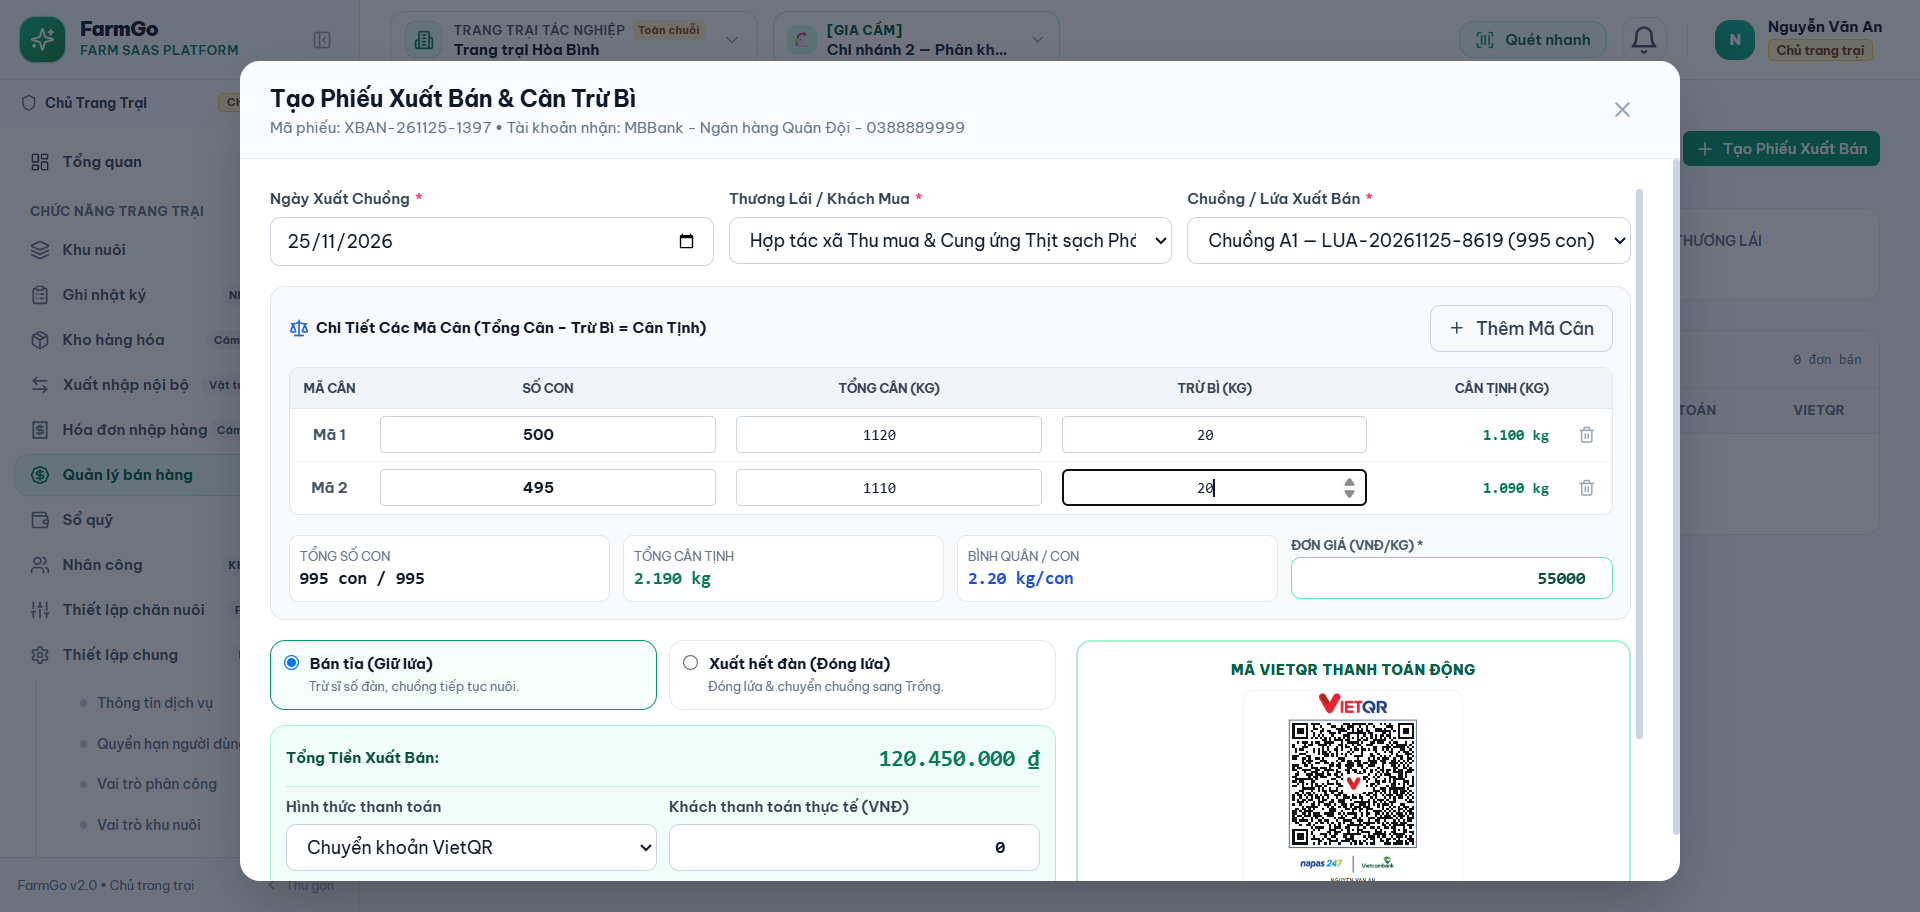 FarmGo
FARM SAAS PLATFORM
TRANG TRẠI TÁC NGHIỆP
Toàn chuỗi
Trang trại Hòa Bình
[GIA CẦM]
Chi nhánh 2 — Phân kh...
Quét nhanh
N
Nguyễn Văn An
Chủ trang trại
Chủ Trang Trại
Tổng quan
CHỨC NĂNG TRANG TRẠI
Khu nuôi
Ghi nhật ký
Kho hàng hóa
Cám
Xuất nhập nội bộ
Hóa đơn nhập hàng
Cám
Quản lý bán hàng
Sổ quỹ
Nhân công
Thiết lập chăn nuôi
Thiết lập chung
Thông tin dịch vụ
Quyền hạn người dùng
Vai trò phân công
Vai trò khu nuôi
FarmGo v2.0 • Chủ trang trại
Thu gọn
Tạo Phiếu Xuất Bán
THƯƠNG LÁI
0 đơn bán
VIETQR
Tạo Phiếu Xuất Bán & Cân Trừ Bì
Mã phiếu: XBAN-261125-1397 • Tài khoản nhận: MBBank - Ngân hàng Quân Đội - 0388889999
Ngày Xuất Chuồng *
Thương Lái / Khách Mua *
Chuồng / Lứa Xuất Bán *
25/11/2026
Hợp tác xã Thu mua & Cung ứng Thịt sạch Phú
Chuồng A1 — LUA-20261125-8619 (995 con)
Chi Tiết Các Mã Cân (Tổng Cân - Trừ Bì = Cân Tịnh)
Thêm Mã Cân
MÃ CÂN
SỐ CON
TỔNG CÂN (KG)
TRỪ BÌ (KG)
CÂN TỊNH (KG)
Mã 1
500
1120
20
1.100 kg
Mã 2
495
1110
20
1.090 kg
TỔNG SỐ CON
995 con / 995
TỔNG CÂN TỊNH
2.190 kg
BÌNH QUÂN / CON
2.20 kg/con
ĐƠN GIÁ (VNĐ/KG) *
55000
Bán tỉa (Giữ lứa)
Trừ sĩ số đàn, chuồng tiếp tục nuôi.
Xuất hết đàn (Đóng lứa)
Đóng lứa & chuyển chuồng sang Trống.
Tổng Tiền Xuất Bán:
120.450.000 ₫
Hình thức thanh toán
Khách thanh toán thực tế (VNĐ)
Chuyển khoản VietQR
0
MÃ VIETQR THANH TOÁN ĐỘNG
VIETQR
napas 247
Vietcombank
NGUYEN VAN AN